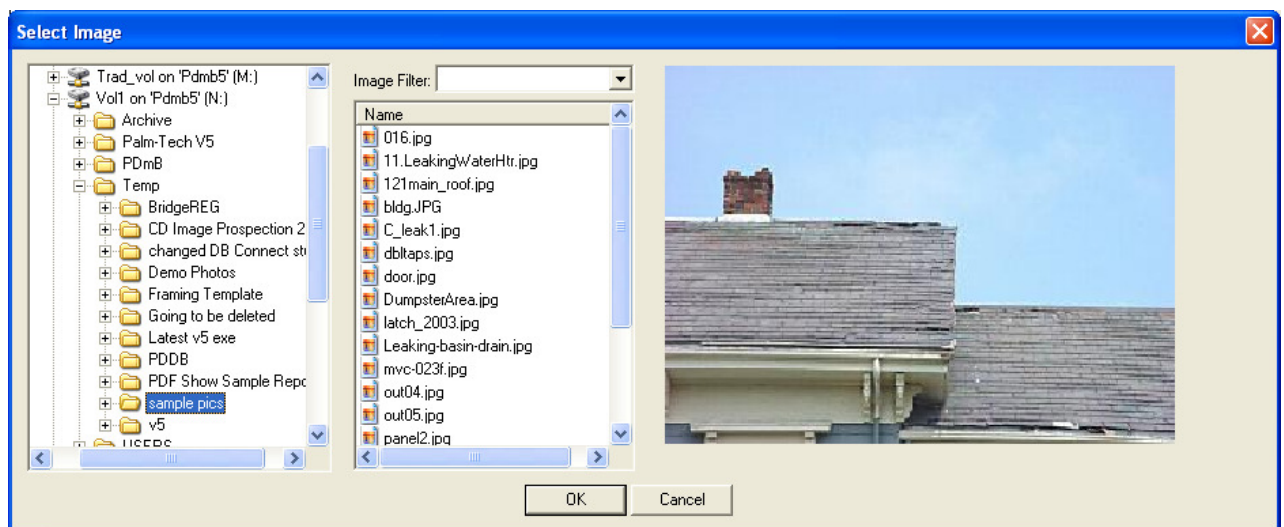 Select Image
Trad_vol on 'Pdmb5' (M:)
Vol1 on 'Pdmb5' (N:)
Archive
Palm-Tech V5
PDmB
Temp
BridgeREG
CD Image Prospection 2
changed DB Connect stu
Demo Photos
Framing Template
Going to be deleted
Latest v5 exe
PDDB
PDF Show Sample Repo
sample pics
v5
USERS
Image Filter:
Name
016.jpg
11.LeakingWaterHtr.jpg
121main_roof.jpg
bldg.JPG
C_leak1.jpg
dbltaps.jpg
door.jpg
DumpsterArea.jpg
latch_2003.jpg
Leaking-basin-drain.jpg
mvc-023f.jpg
out04.jpg
out05.jpg
panel2.jpg
OK
Cancel